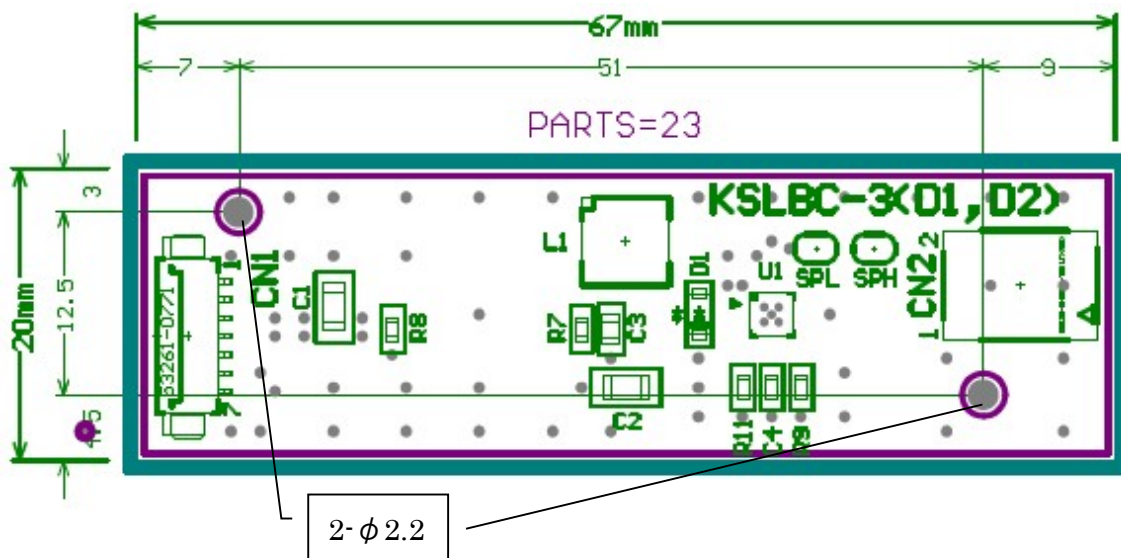 67mm
7
51
9
PARTS=23
3
12.5
20mm
KSLBC-3(D1,D2)
L1
D1
U1
SPL
SPH
CN2
2
1
CN1
1
7
53261-0771
C1
R8
R7
C3
C2
R11
C4
R9
2-φ2.2